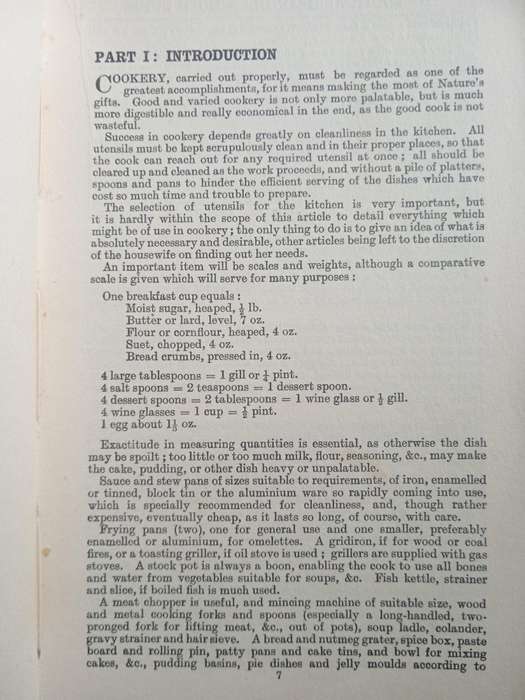 PART I: INTRODUCTION
COOKERY, carried out properly, must be regarded as one of the
greatest accomplishments, for it means making the most of Nature's
gifts. Good and varied cookery is not only more palatable, but is much
more digestible and really economical in the end, as the good cook is not
wasteful.
Success in cookery depends greatly on cleanliness in the kitchen. All
utensils must be kept scrupulously clean and in their proper places, so that
the cook can reach out for any required utensil at once; all should be
cleared up and cleaned as the work proceeds, and without a pile of platters,
spoons and pans to hinder the efficient serving of the dishes which have
cost so much time and trouble to prepare.
The selection of utensils for the kitchen is very important, but
it is hardly within the scope of this article to detail everything which
might be of use in cookery; the only thing to do is to give an idea of what is
absolutely necessary and desirable, other articles being left to the discretion
of the housewife on finding out her needs.
An important item will be scales and weights, although a comparative
scale is given which will serve for many purposes:
One breakfast cup equals:
Moist sugar, heaped, ½ lb.
Butter or lard, level, 7 oz.
Flour or cornflour, heaped, 4 oz.
Suet, chopped, 4 oz.
Bread crumbs, pressed in, 4 oz.
4 large tablespoons = 1 gill or ¼ pint.
4 salt spoons = 2 teaspoons = 1 dessert spoon.
4 dessert spoons = 2 tablespoons = 1 wine glass or ½ gill.
4 wine glasses = 1 cup = ½ pint.
1 egg about 1½ oz.
Exactitude in measuring quantities is essential, as otherwise the dish
may be spoilt; too little or too much milk, flour, seasoning, &c., may make
the cake, pudding, or other dish heavy or unpalatable.
Sauce and stew pans of sizes suitable to requirements, of iron, enamelled
or tinned, block tin or the aluminium ware so rapidly coming into use,
which is specially recommended for cleanliness, and, though rather
expensive, eventually cheap, as it lasts so long, of course, with care.
Frying pans (two), one for general use and one smaller, preferably
enamelled or aluminium, for omelettes. A gridiron, if for wood or coal
fires, or a toasting griller, if oil stove is used; grillers are supplied with gas
stoves. A stock pot is always a boon, enabling the cook to use all bones
and water from vegetables suitable for soups, &c. Fish kettle, strainer
and slice, if boiled fish is much used.
A meat chopper is useful, and mincing machine of suitable size, wood
and metal cooking forks and spoons (especially a long-handled, two-
pronged fork for lifting meat, &c., out of pots), soup ladle, colander,
gravy strainer and hair sieve. A bread and nutmeg grater, spice box, paste
board and rolling pin, patty pans and cake tins, and bowl for mixing
cakes, &c., pudding basins, pie dishes and jelly moulds according to
7